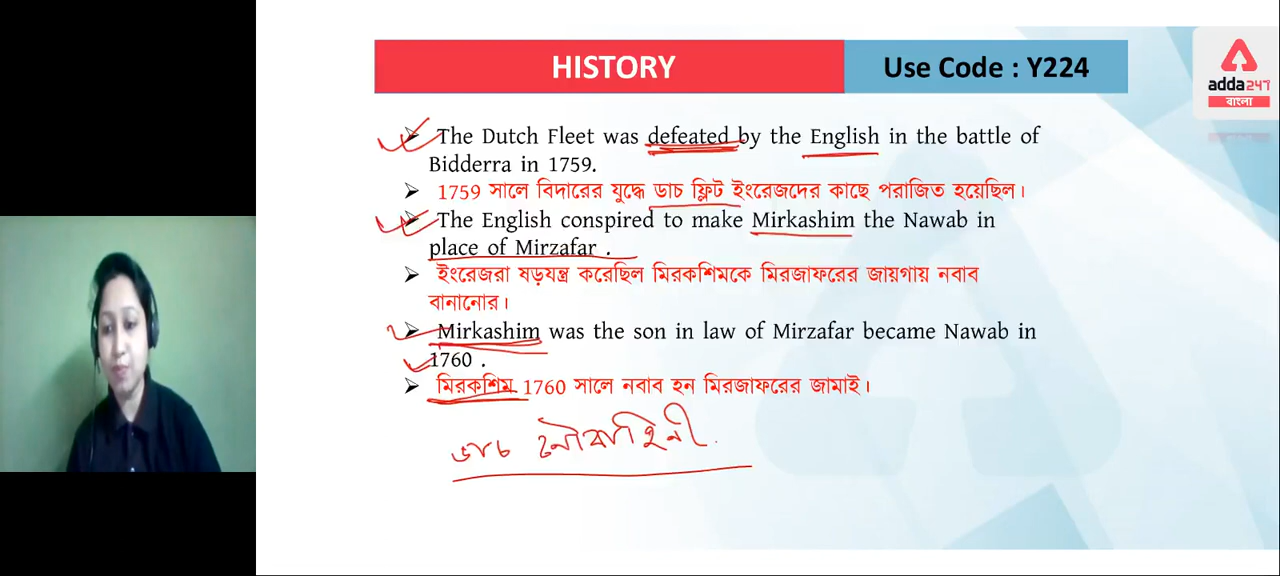 HISTORY
Use Code : Y224
adda247
বাংলা
➤ The Dutch Fleet was defeated by the English in the battle of
Bidderra in 1759.
➤ 1759 সালে বিদারের যুদ্ধে ডাচ ফ্লিট ইংরেজদের কাছে পরাজিত হয়েছিল।
➤ The English conspired to make Mirkashim the Nawab in
place of Mirzafar .
➤ ইংরেজরা ষড়যন্ত্র করেছিল মিরকশিমকে মিরজাফরের জায়গায় নবাব
বানানোর।
➤ Mirkashim was the son in law of Mirzafar became Nawab in
1760 .
➤ মিরকশিম 1760 সালে নবাব হন মিরজাফরের জামাই।
ডাচ নৌবাহিনী